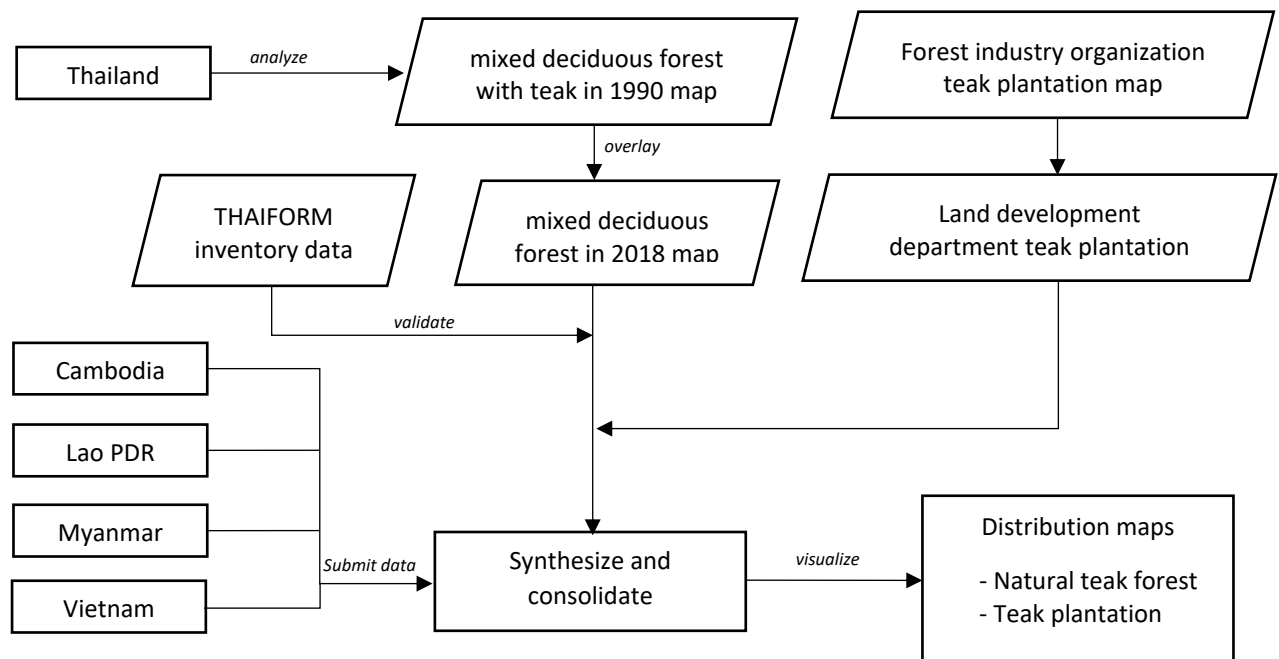 Thailand
analyze
mixed deciduous forest
with teak in 1990 map
Forest industry organization
teak plantation map
overlay
THAIFORM
inventory data
mixed deciduous
forest in 2018 map
Land development
department teak plantation
validate
Cambodia
Lao PDR
Myanmar
Vietnam
Submit data
Synthesize and
consolidate
visualize
Distribution maps
- Natural teak forest
- Teak plantation